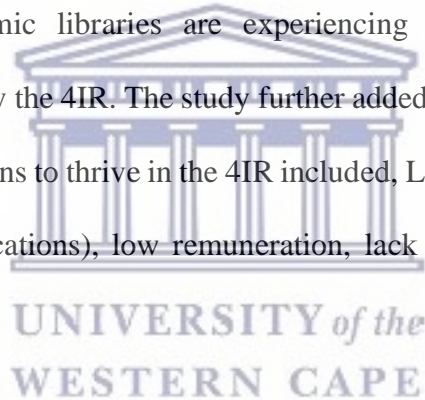 mic libraries are experiencing
y the 4IR. The study further added
ns to thrive in the 4IR included, L
cations), low remuneration, lack
UNIVERSITY of the
WESTERN CAPE